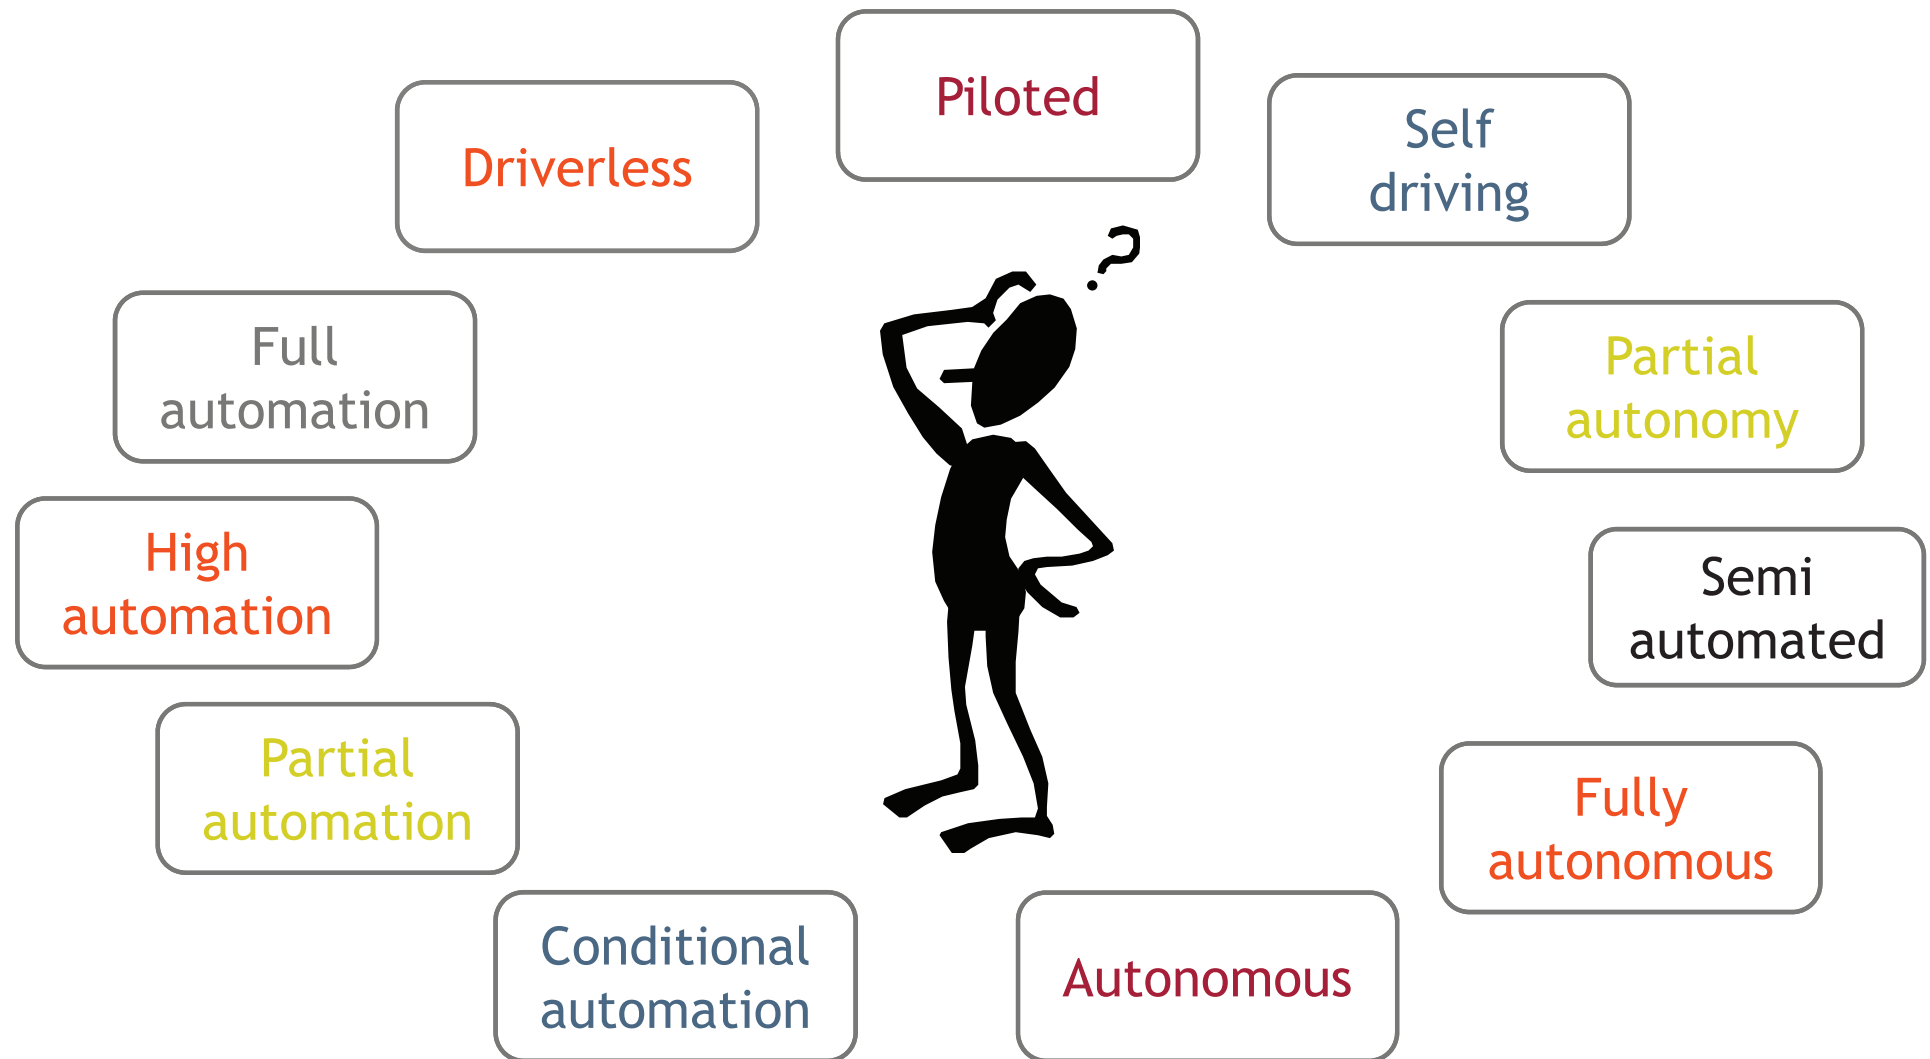 Piloted
Driverless
Self
driving
Full
automation
Partial
autonomy
High
automation
Semi
automated
Partial
automation
Fully
autonomous
Conditional
automation
Autonomous
?